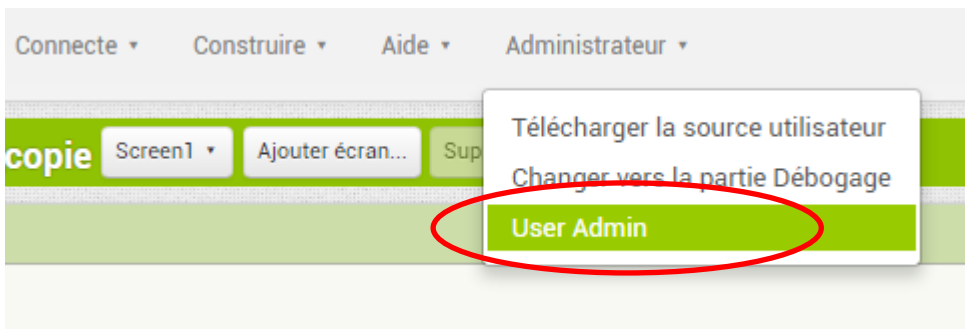 Connecte ▾ Construire ▾ Aide ▾ Administrateur ▾
Télécharger la source utilisateur
copie Screen1 ▾ Ajouter écran... Sup
Changer vers la partie Débogage
User Admin